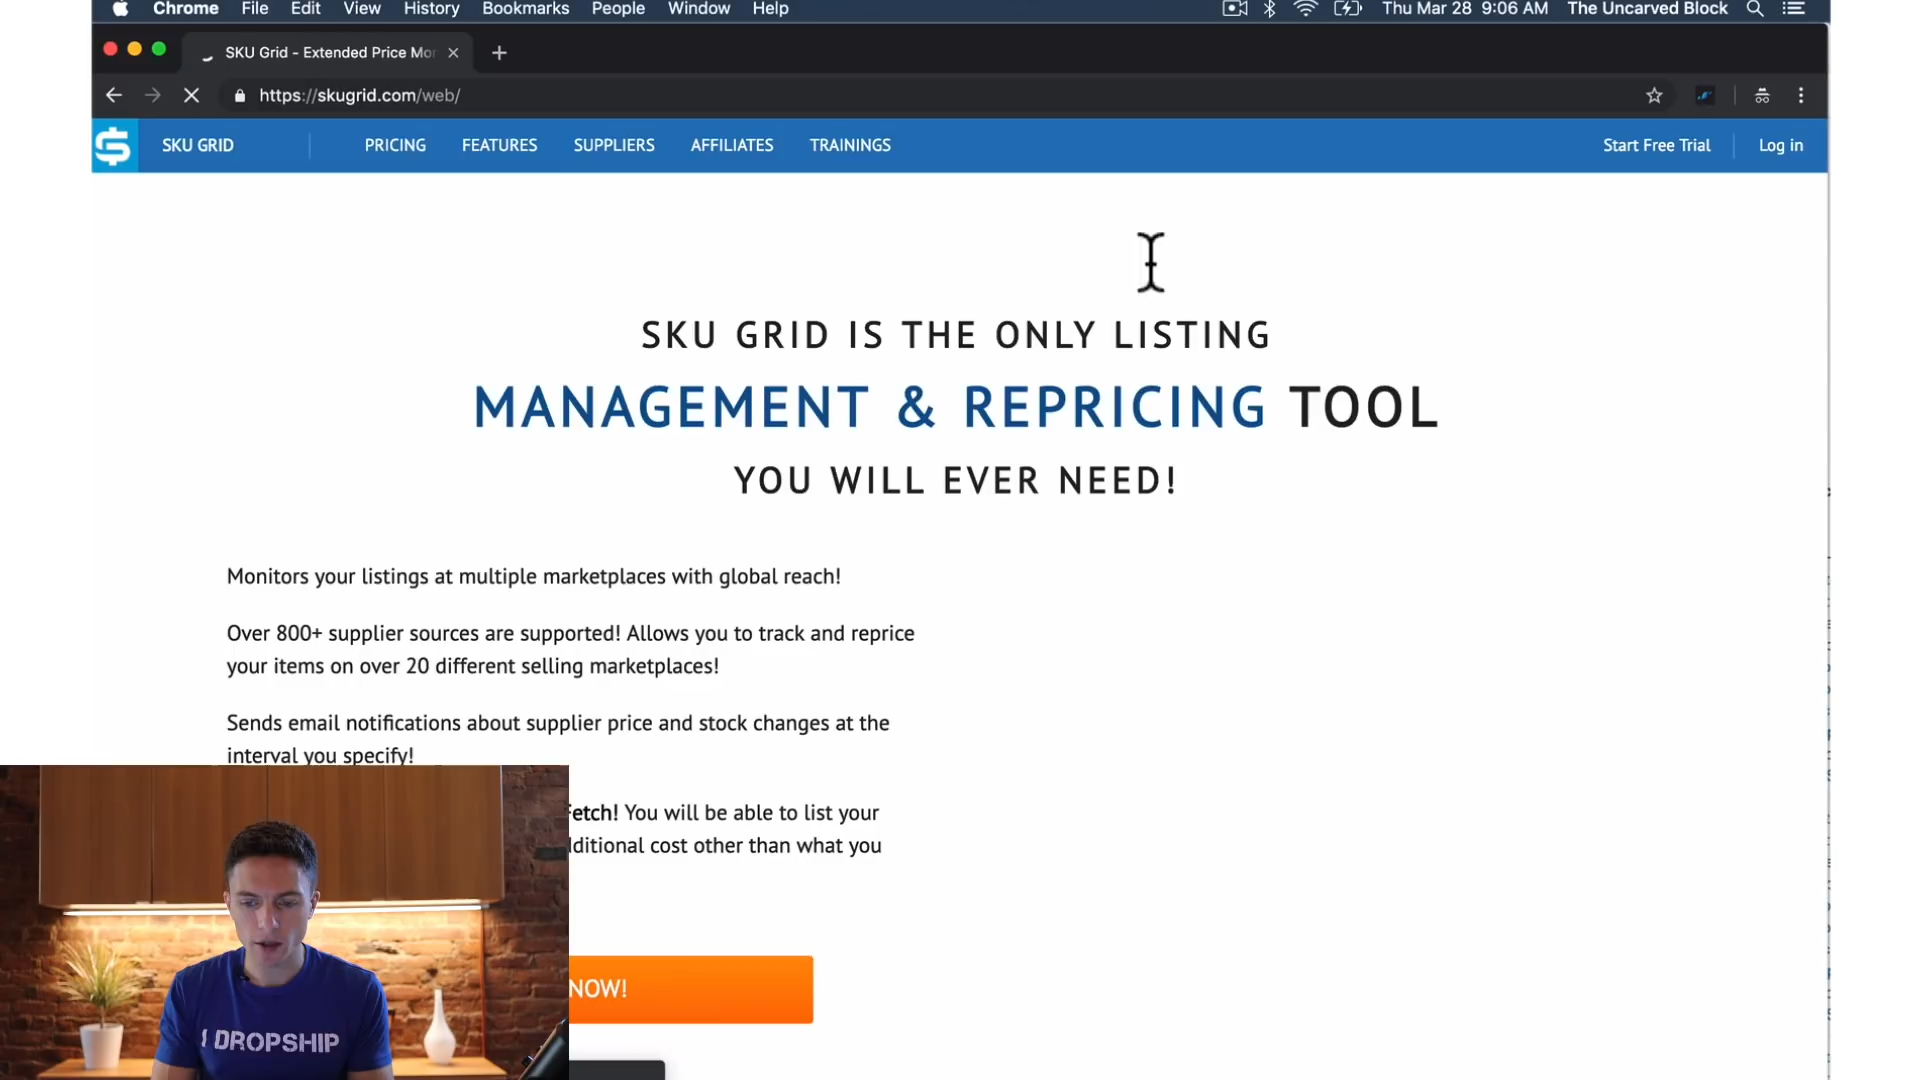 Chrome File Edit View History Bookmarks People Window Help Thu Mar 28 9:06 AM The Uncarved Block
SKU Grid - Extended Price Mor
https://skugrid.com/web/
SKU GRID PRICING FEATURES SUPPLIERS AFFILIATES TRAININGS Start Free Trial Log in
SKU GRID IS THE ONLY LISTING
MANAGEMENT & REPRICING TOOL
YOU WILL EVER NEED!
Monitors your listings at multiple marketplaces with global reach!
Over 800+ supplier sources are supported! Allows you to track and reprice
your items on over 20 different selling marketplaces!
Sends email notifications about supplier price and stock changes at the
interval you specify!
Fetch! You will be able to list your
dditional cost other than what you
NOW!
I DROPSHIP